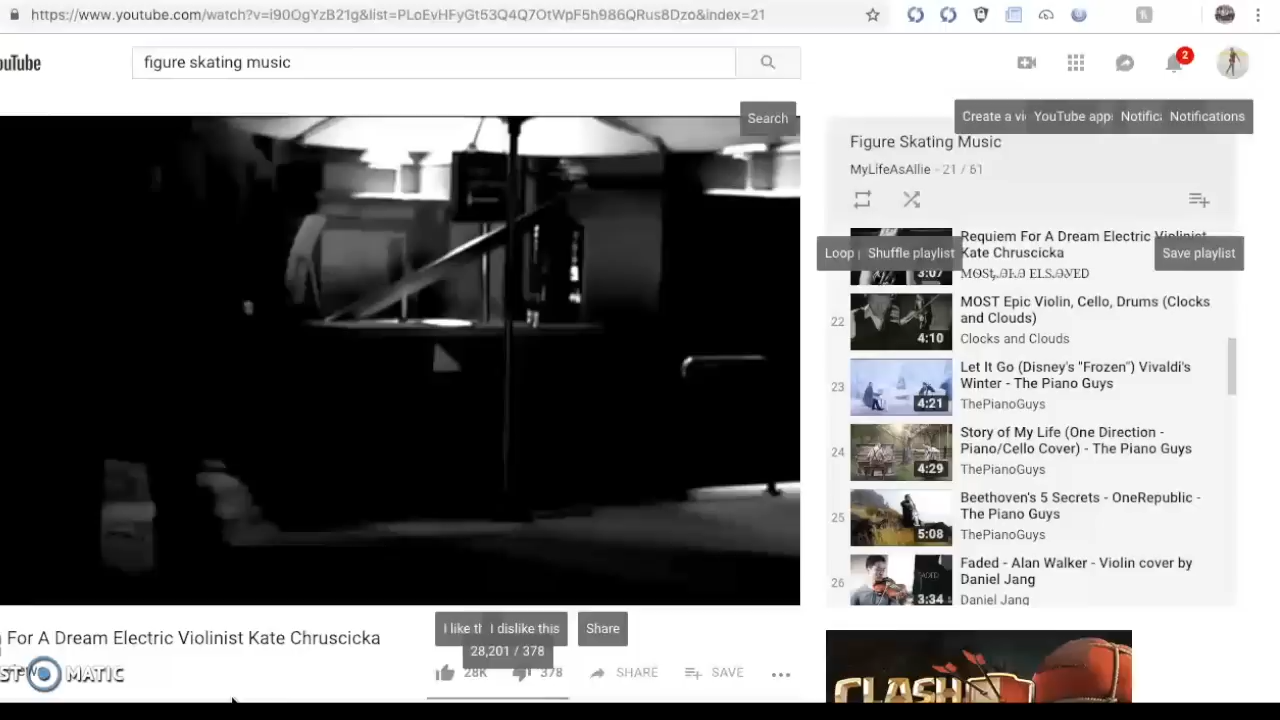 https://www.youtube.com/watch?v=i90OgYzB21g&list=PLoEvHFyGt53Q4Q7OtWpF5h986QRus8Dzo&index=21
ouTube
figure skating music
2
Search
Create a vi YouTube apps Notifica Notifications
Figure Skating Music
MyLifeAsAllie - 21 / 61
Loop Shuffle playlist Save playlist
Requiem For A Dream Electric Violinist
Kate Chruscicka
3:07
22
MOST Epic Violin, Cello, Drums (Clocks
and Clouds)
Clocks and Clouds
4:10
23
Let It Go (Disney's "Frozen") Vivaldi's
Winter - The Piano Guys
ThePianoGuys
4:21
24
Story of My Life (One Direction -
Piano/Cello Cover) - The Piano Guys
ThePianoGuys
4:29
25
Beethoven's 5 Secrets - OneRepublic -
The Piano Guys
ThePianoGuys
5:08
26
Faded - Alan Walker - Violin cover by
Daniel Jang
Daniel Jang
3:34
For A Dream Electric Violinist Kate Chruscicka
I like th I dislike this Share
28,201 / 378
28K 378 SHARE SAVE
ST MATIC
CLASH